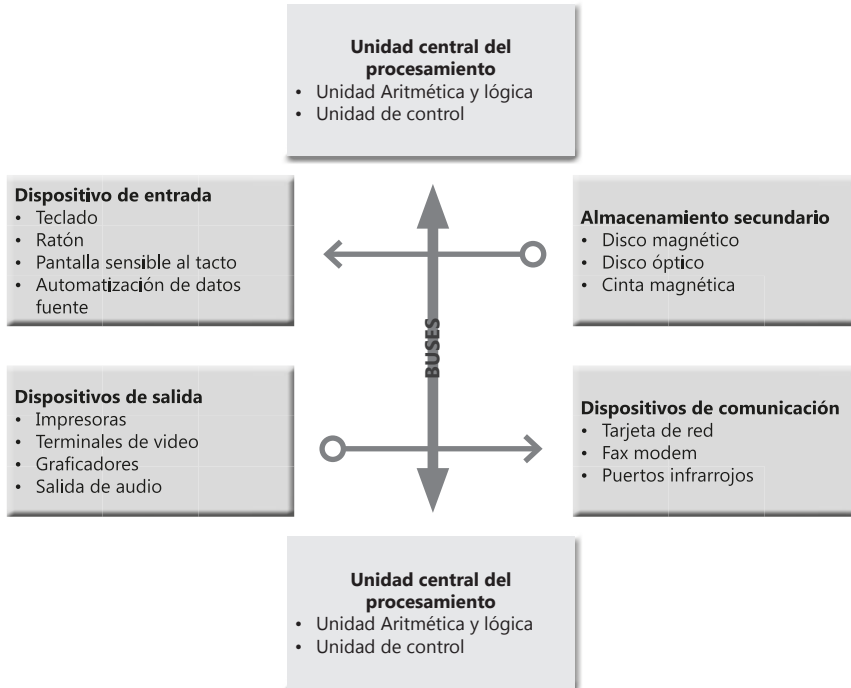 Unidad central del
procesamiento
• Unidad Aritmética y lógica
• Unidad de control
Dispositivo de entrada
• Teclado
• Ratón
• Pantalla sensible al tacto
• Automatización de datos
fuente
Almacenamiento secundario
• Disco magnético
• Disco óptico
• Cinta magnética
BUSES
Dispositivos de salida
• Impresoras
• Terminales de video
• Graficadores
• Salida de audio
Dispositivos de comunicación
• Tarjeta de red
• Fax modem
• Puertos infrarrojos
Unidad central del
procesamiento
• Unidad Aritmética y lógica
• Unidad de control